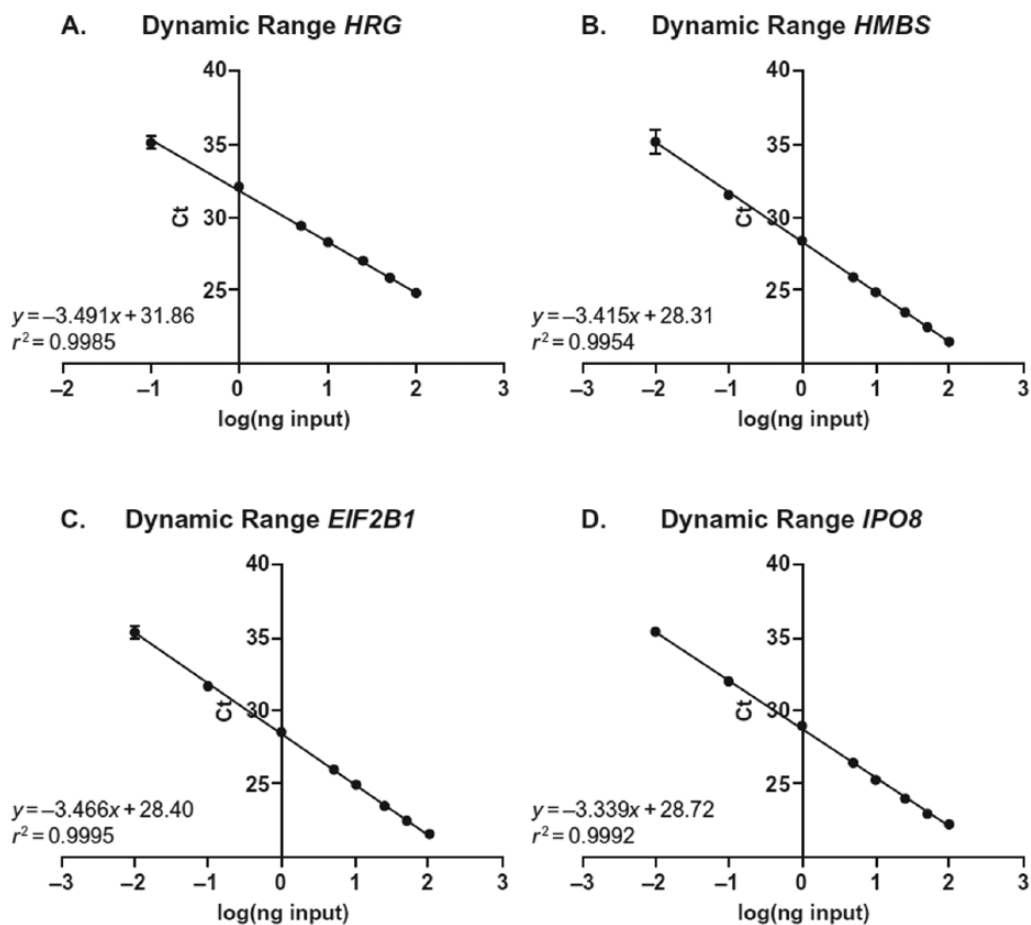 A. Dynamic Range HRG
40
35
30
25
Ct
y=–3.491x+31.86
r²=0.9985
–2 –1 0 1 2 3
log(ng input)
B. Dynamic Range HMBS
40
35
30
25
Ct
y=–3.415x+28.31
r²=0.9954
–3 –2 –1 0 1 2 3
log(ng input)
C. Dynamic Range EIF2B1
40
35
30
25
Ct
y=–3.466x+28.40
r²=0.9995
–3 –2 –1 0 1 2 3
log(ng input)
D. Dynamic Range IPO8
40
35
30
25
Ct
y=–3.339x+28.72
r²=0.9992
–3 –2 –1 0 1 2 3
log(ng input)